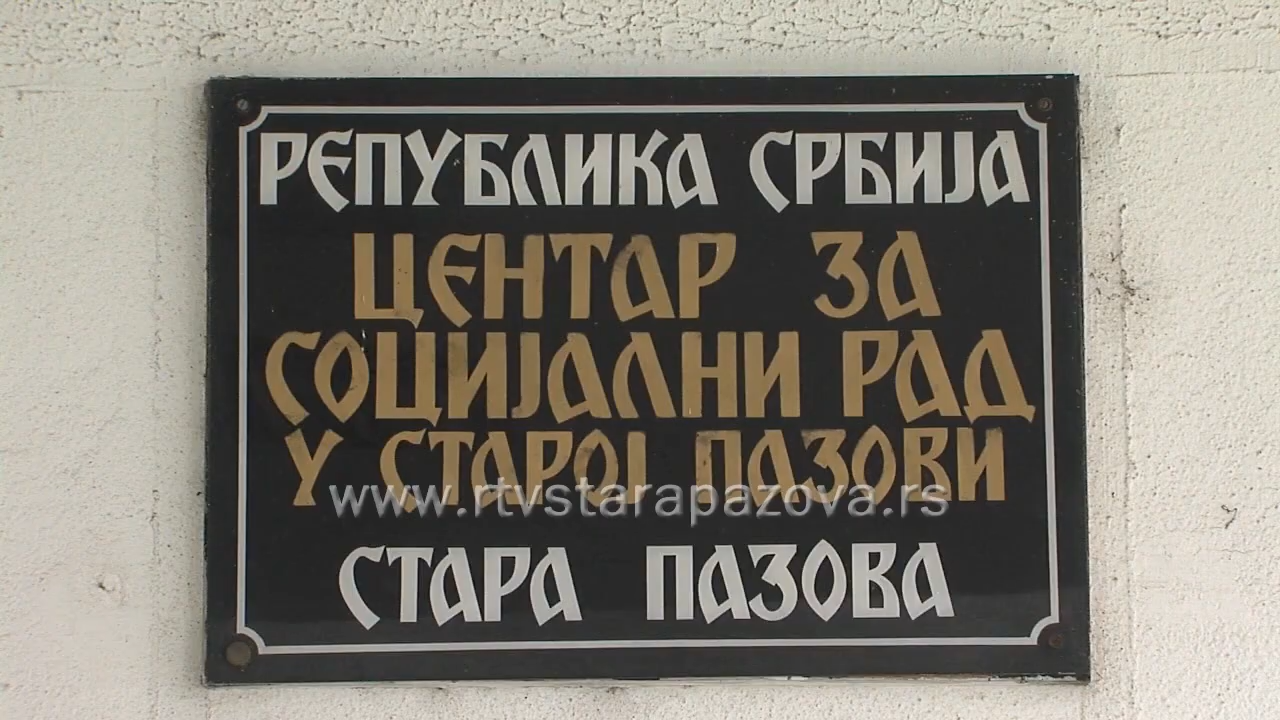 РЕПУБЛИКА СРБИЈА
ЦЕНТАР ЗА
СОЦИЈАЛНИ РАД
У СТАРОЈ ПАЗОВИ
www.rtvstarapazova.rs
СТАРА ПАЗОВА